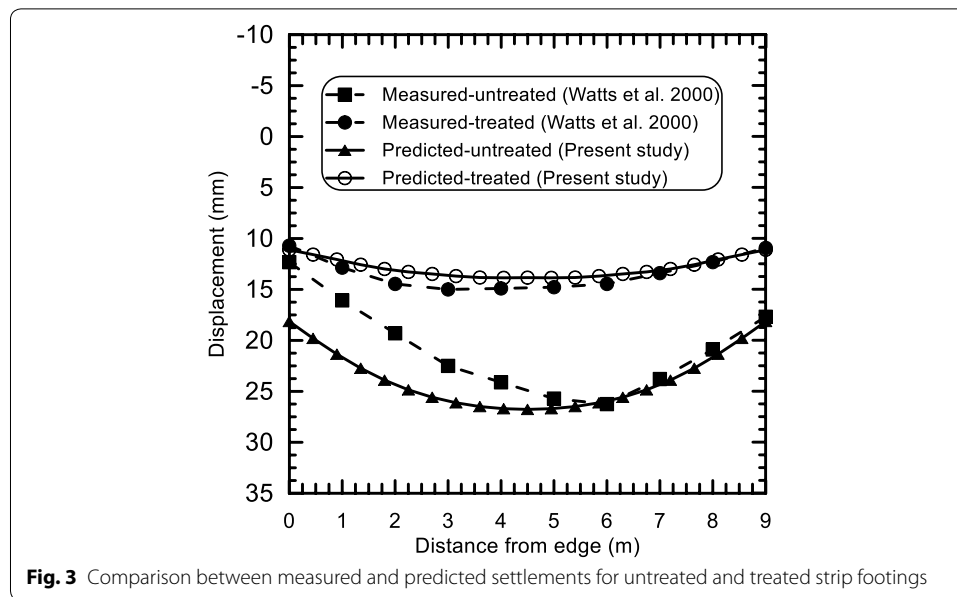 -10
-5
0
5
10
15
20
25
30
35
Displacement (mm)
Measured-untreated (Watts et al. 2000)
Measured-treated (Watts et al. 2000)
Predicted-untreated (Present study)
Predicted-treated (Present study)
0 1 2 3 4 5 6 7 8 9
Distance from edge (m)
Fig. 3 Comparison between measured and predicted settlements for untreated and treated strip footings